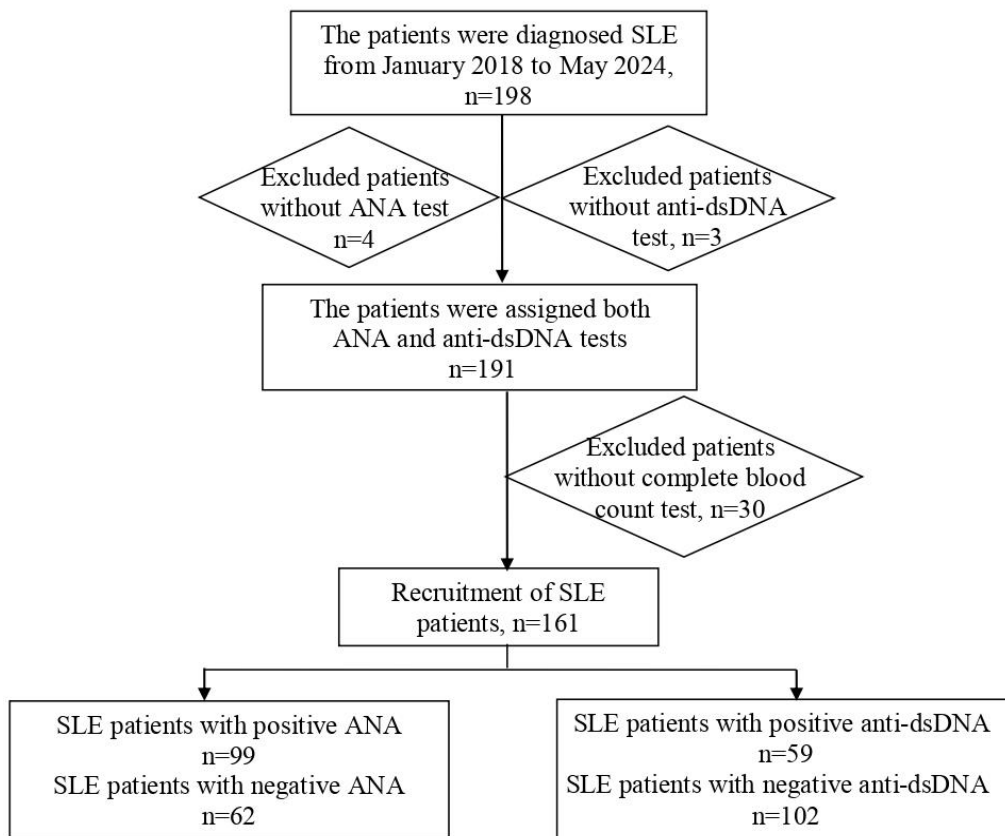 The patients were diagnosed SLE
from January 2018 to May 2024,
n=198
Excluded patients
without ANA test
n=4
Excluded patients
without anti-dsDNA
test, n=3
The patients were assigned both
ANA and anti-dsDNA tests
n=191
Excluded patients
without complete blood
count test, n=30
Recruitment of SLE
patients, n=161
SLE patients with positive ANA
n=99
SLE patients with negative ANA
n=62
SLE patients with positive anti-dsDNA
n=59
SLE patients with negative anti-dsDNA
n=102